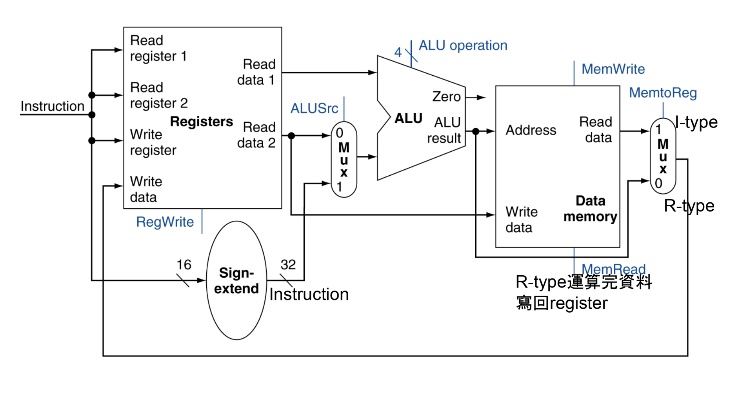 Instruction
Read
register 1
Read
register 2
Write
register
Write
data
Registers
Read
data 1
Read
data 2
RegWrite
16
Sign-
extend
32
Instruction
ALUSrc
0
M
u
x
1
4
ALU operation
ALU
Zero
ALU
result
MemWrite
Address
Read
data
Write
data
Data
memory
MemRead
MemtoReg
1
M
u
x
0
I-type
R-type
R-type運算完資料
寫回register